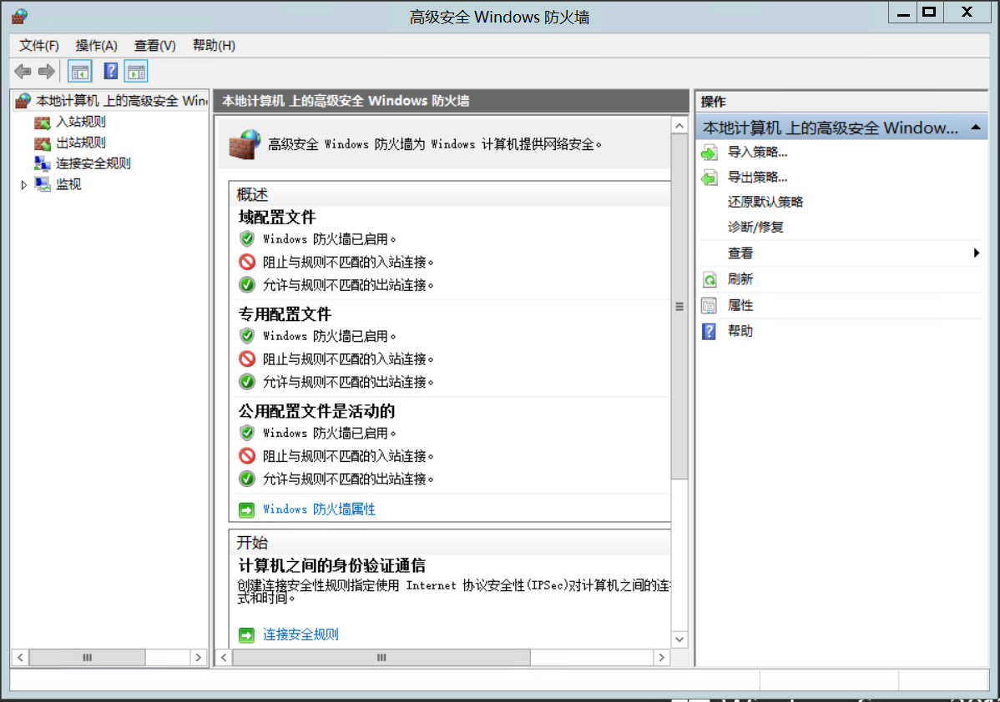 高级安全 Windows 防火墙
文件(F) 操作(A) 查看(V) 帮助(H)
本地计算机 上的高级安全 Win
入站规则
出站规则
连接安全规则
监视
本地计算机 上的高级安全 Windows 防火墙
高级安全 Windows 防火墙为 Windows 计算机提供网络安全。
概述
域配置文件
Windows 防火墙已启用。
阻止与规则不匹配的入站连接。
允许与规则不匹配的出站连接。
专用配置文件
Windows 防火墙已启用。
阻止与规则不匹配的入站连接。
允许与规则不匹配的出站连接。
公用配置文件是活动的
Windows 防火墙已启用。
阻止与规则不匹配的入站连接。
允许与规则不匹配的出站连接。
Windows 防火墙属性
开始
计算机之间的身份验证通信
创建连接安全性规则指定使用 Internet 协议安全性(IPSec)对计算机之间的连
式和时间。
连接安全规则
操作
本地计算机 上的高级安全 Window...
导入策略...
导出策略...
还原默认策略
诊断/修复
查看
刷新
属性
帮助